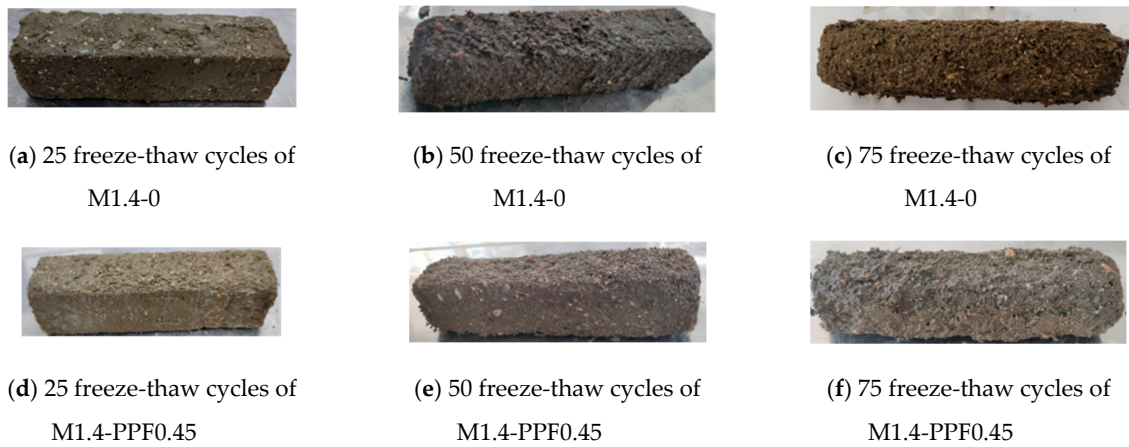 (a) 25 freeze-thaw cycles of
M1.4-0
(b) 50 freeze-thaw cycles of
M1.4-0
(c) 75 freeze-thaw cycles of
M1.4-0
(d) 25 freeze-thaw cycles of
M1.4-PPF0.45
(e) 50 freeze-thaw cycles of
M1.4-PPF0.45
(f) 75 freeze-thaw cycles of
M1.4-PPF0.45